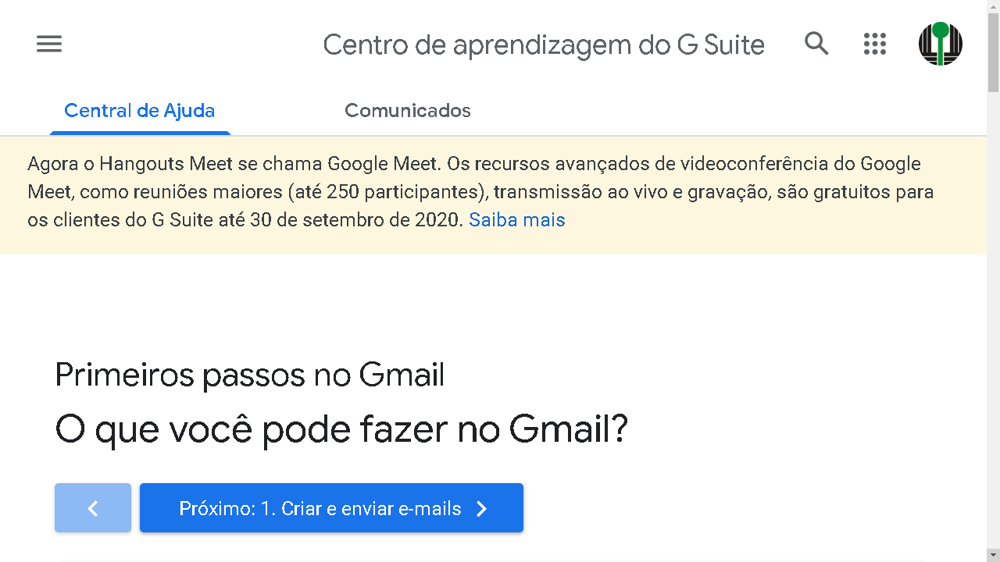 Centro de aprendizagem do G Suite
Central de Ajuda
Comunicados
Agora o Hangouts Meet se chama Google Meet. Os recursos avançados de videoconferência do Google
Meet, como reuniões maiores (até 250 participantes), transmissão ao vivo e gravação, são gratuitos para
os clientes do G Suite até 30 de setembro de 2020. Saiba mais
Primeiros passos no Gmail
O que você pode fazer no Gmail?
Próximo: 1. Criar e enviar e-mails